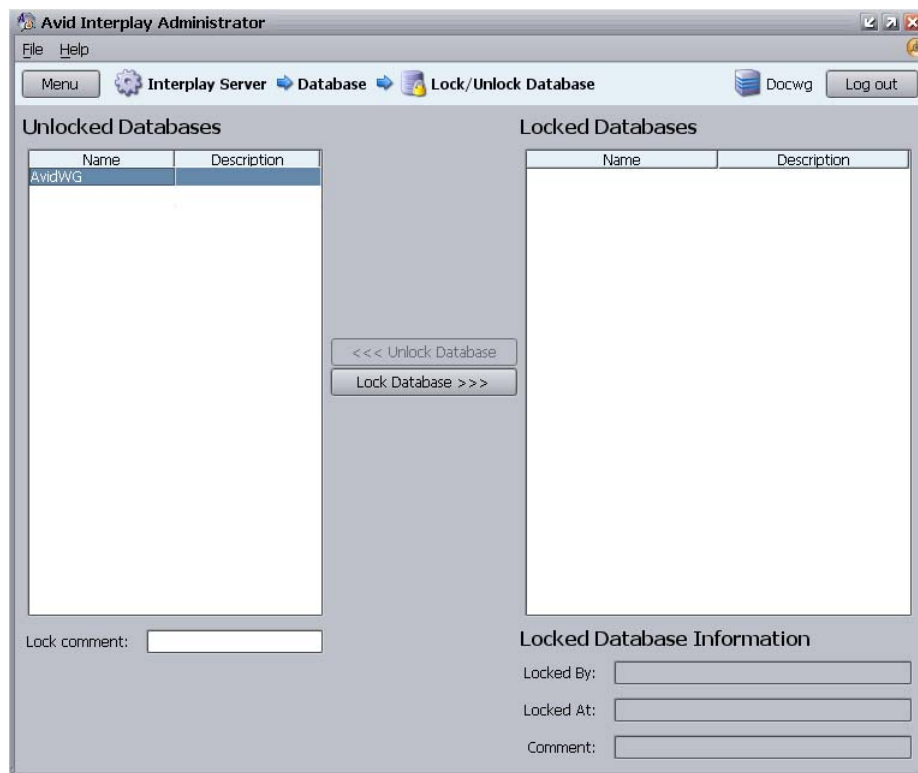 Avid Interplay Administrator
File Help
Menu Interplay Server Database Lock/Unlock Database Docwg Log out
Unlocked Databases
Name Description
AvidWG
<<< Unlock Database
Lock Database >>>
Lock comment:
Locked Databases
Name Description
Locked Database Information
Locked By:
Locked At:
Comment: